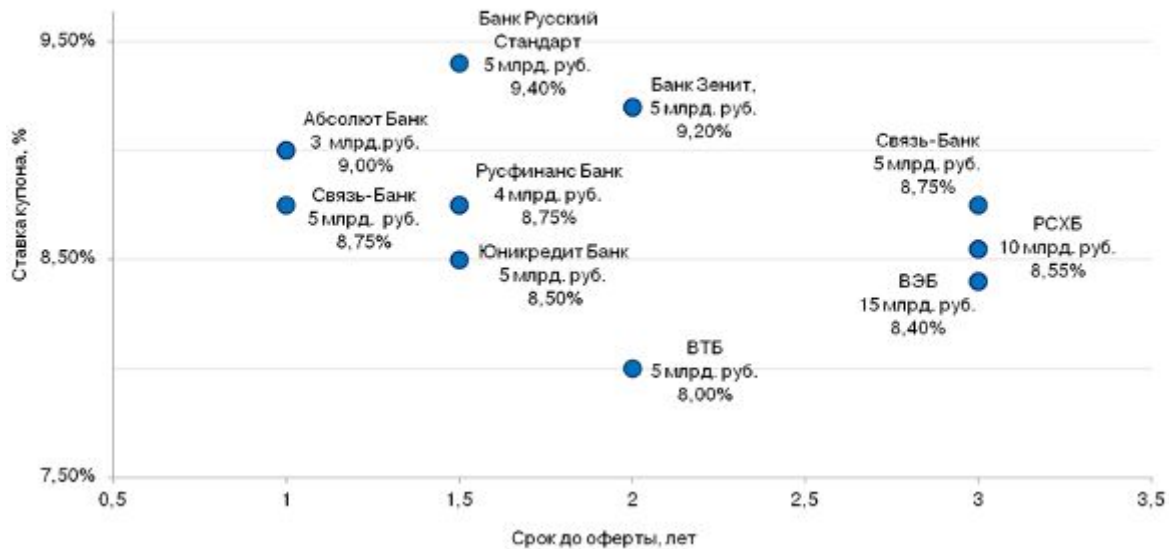 Банк Русский
Стандарт
5 млрд. руб.
9,40%
9,50%
Банк Зенит,
5 млрд. руб.
9,20%
Абсолют Банк
3 млрд.руб.
9,00%
Связь-Банк
5 млрд. руб.
8,75%
Русфинанс Банк
4 млрд. руб.
8,75%
Связь-Банк
5 млрд. руб.
8,75%
РСХБ
10 млрд. руб.
8,55%
8,50%
Юникредит Банк
5 млрд. руб.
8,50%
ВЭБ
15 млрд. руб.
8,40%
ВТБ
5 млрд. руб.
8,00%
7,50%
Ставка купона, %
0,5 1 1,5 2 2,5 3 3,5
Срок до оферты, лет